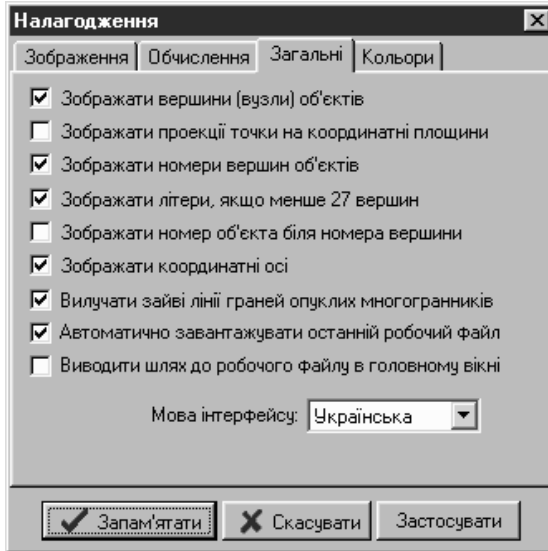 Налагодження
Зображення Обчислення Загальні Кольори
Зображати вершини (вузли) об'єктів
Зображати проекції точки на координатні площини
Зображати номери вершин об'єктів
Зображати літери, якщо менше 27 вершин
Зображати номер об'єкта біля номера вершини
Зображати координатні осі
Вилучати зайві лінії граней опуклих многогранників
Автоматично завантажувати останній робочий файл
Виводити шлях до робочого файлу в головному вікні
Мова інтерфейсу: Українська
Запам'ятати Скасувати Застосувати